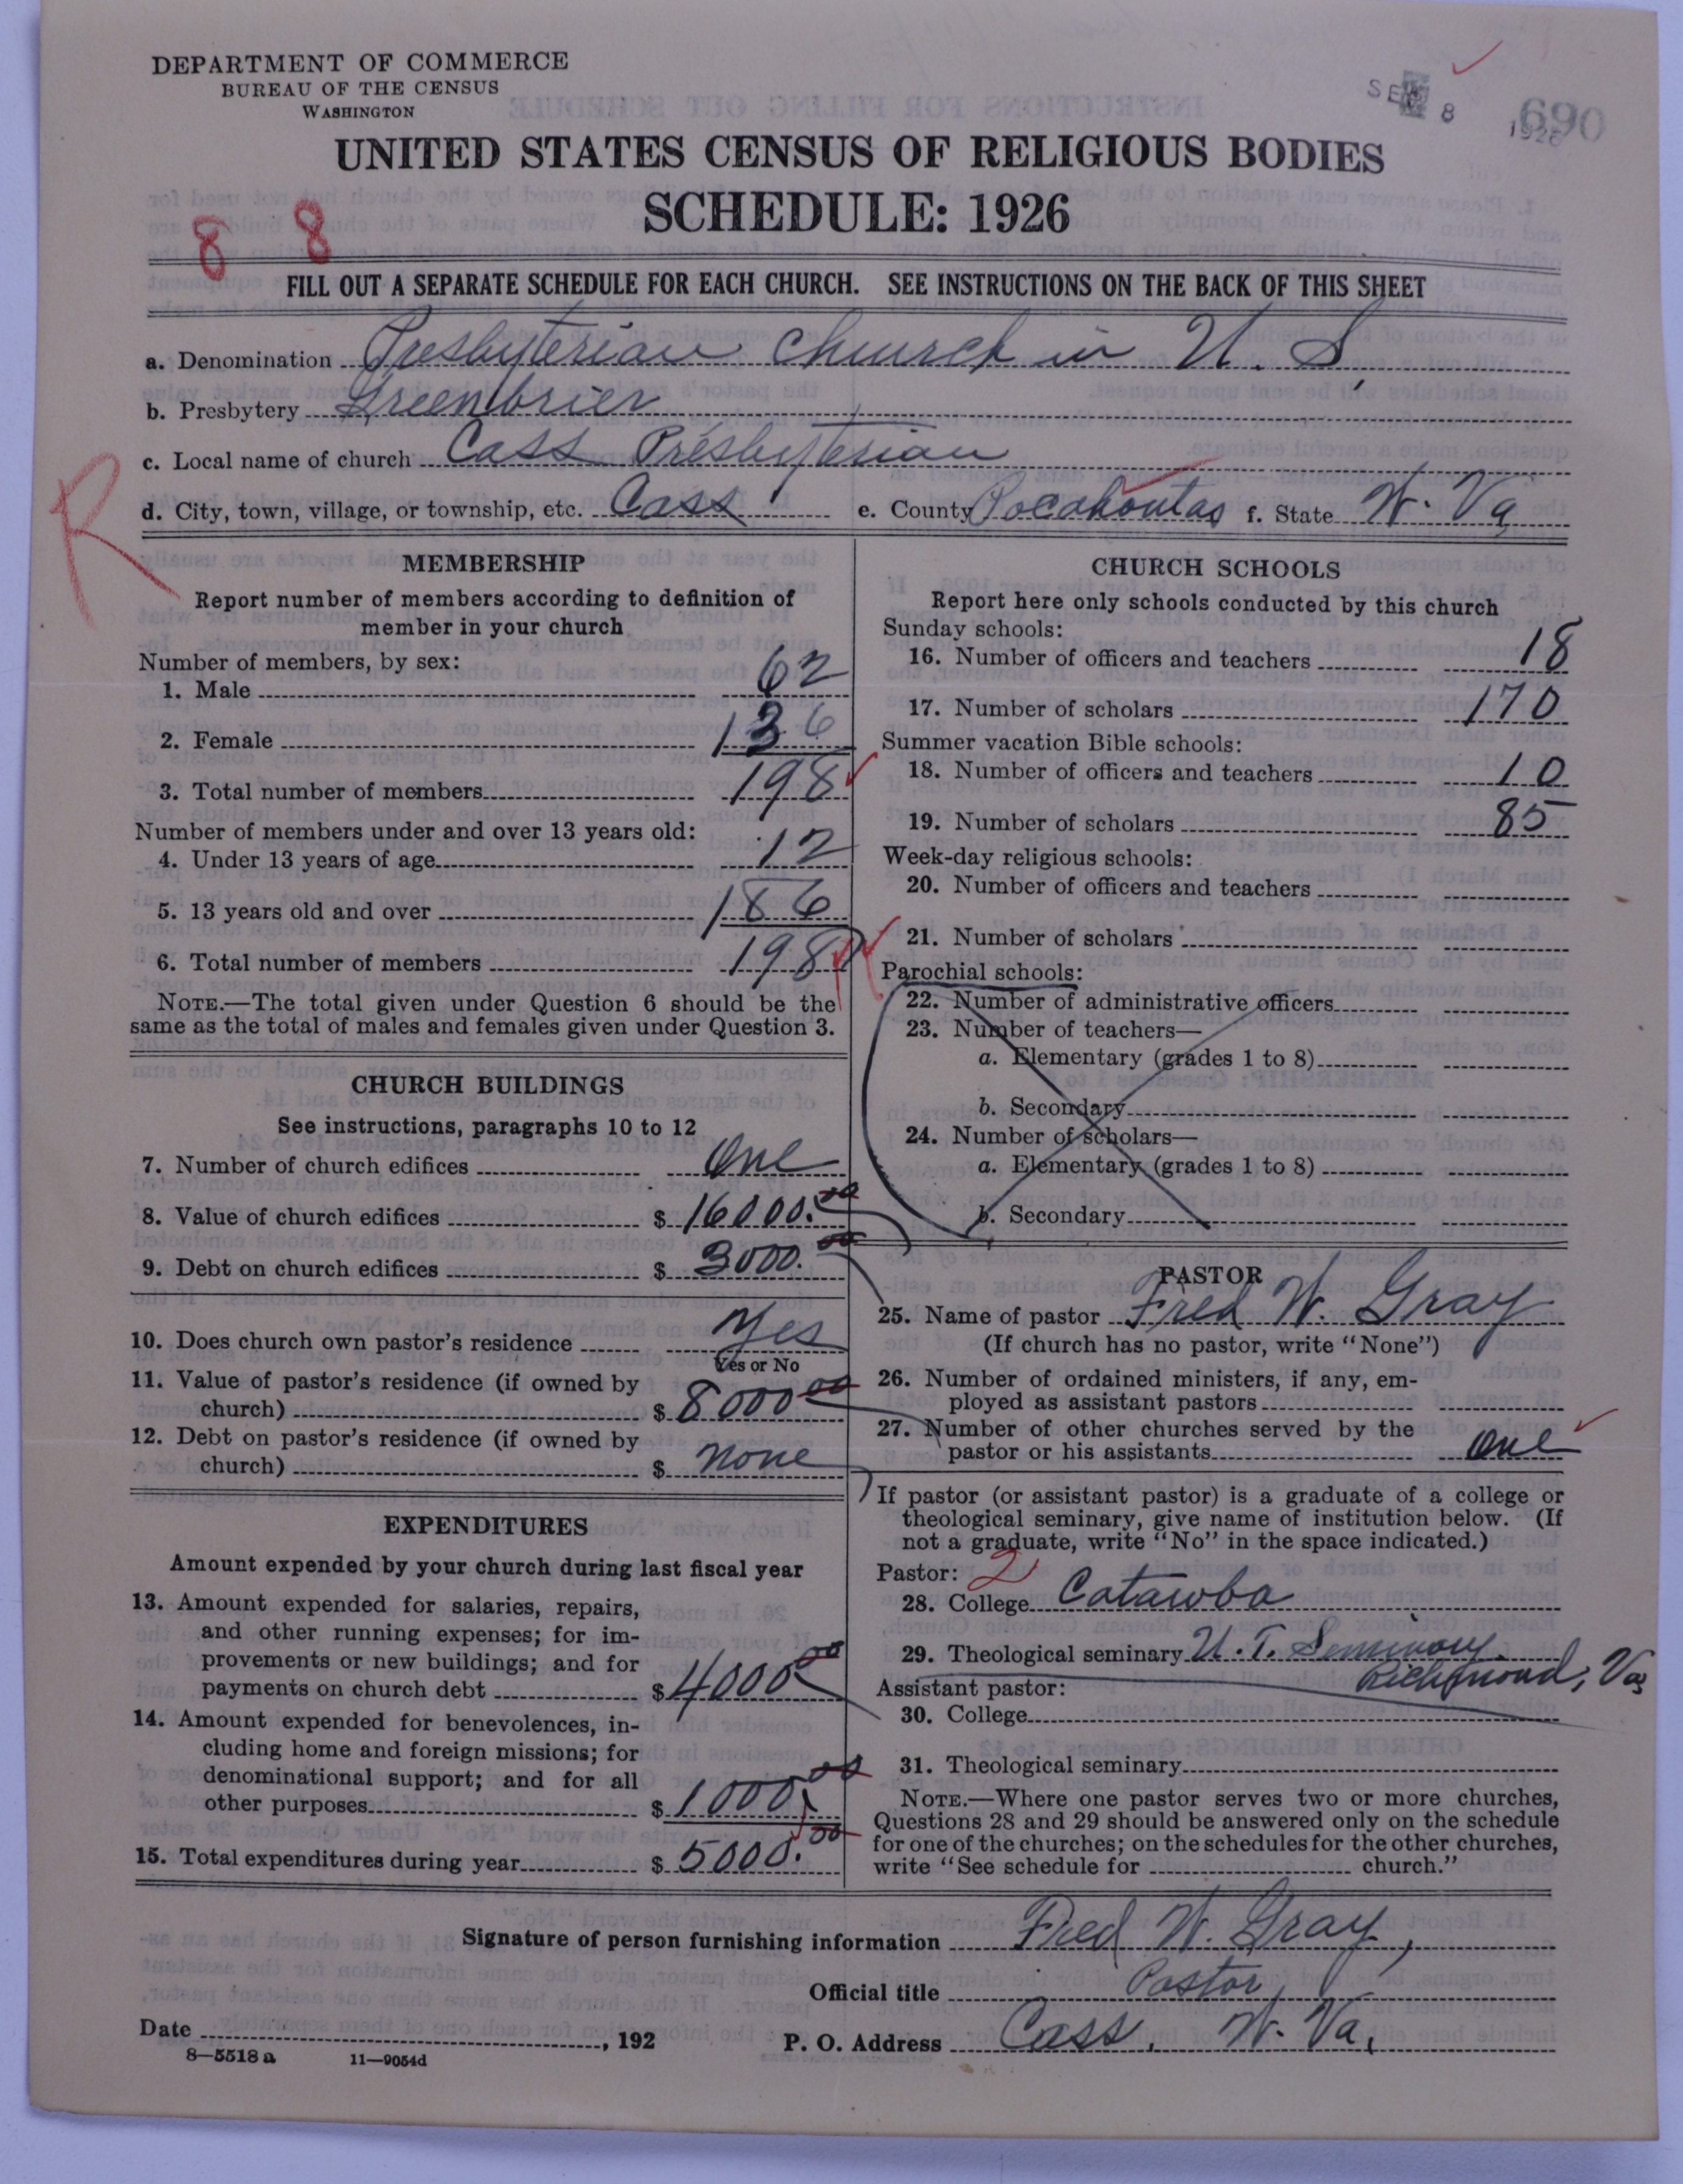 DEPARTMENT OF COMMERCE
BUREAU OF THE CENSUS
WASHINGTON
8 1926
690
UNITED STATES CENSUS OF RELIGIOUS BODIES
SCHEDULE: 1926
8 8
FILL OUT A SEPARATE SCHEDULE FOR EACH CHURCH. SEE INSTRUCTIONS ON THE BACK OF THIS SHEET
a. Denomination Presbyterian Church in U. S.
b. Presbytery Greenbrier
c. Local name of church Cass Presbyterian
R
d. City, town, village, or township, etc. Cass e. County Pocahontas f. State W. Va
MEMBERSHIP
Report number of members according to definition of
member in your church
Number of members, by sex:
1. Male 62
2. Female 136
3. Total number of members 198
Number of members under and over 13 years old:
4. Under 13 years of age 12
5. 13 years old and over 186
6. Total number of members 198
NOTE.—The total given under Question 6 should be the
same as the total of males and females given under Question 3.
CHURCH BUILDINGS
See instructions, paragraphs 10 to 12
7. Number of church edifices One
8. Value of church edifices $ 16000.00
9. Debt on church edifices $ 3000.00
10. Does church own pastor's residence Yes
Yes or No
11. Value of pastor's residence (if owned by
church) $ 8000 00
12. Debt on pastor's residence (if owned by
church) $ none
EXPENDITURES
Amount expended by your church during last fiscal year
13. Amount expended for salaries, repairs,
and other running expenses; for im-
provements or new buildings; and for
payments on church debt $ 4000 00
14. Amount expended for benevolences, in-
cluding home and foreign missions; for
denominational support; and for all
other purposes $ 1000.00
15. Total expenditures during year $ 5000.00
CHURCH SCHOOLS
Report here only schools conducted by this church
Sunday schools:
16. Number of officers and teachers 18
17. Number of scholars 170
Summer vacation Bible schools:
18. Number of officers and teachers 10
19. Number of scholars 85
Week-day religious schools:
20. Number of officers and teachers
21. Number of scholars
Parochial schools:
22. Number of administrative officers
23. Number of teachers—
a. Elementary (grades 1 to 8)
b. Secondary
24. Number of scholars—
a. Elementary (grades 1 to 8)
b. Secondary
PASTOR
25. Name of pastor Fred W. Gray
(If church has no pastor, write "None")
26. Number of ordained ministers, if any, em-
ployed as assistant pastors
27. Number of other churches served by the
pastor or his assistants One
If pastor (or assistant pastor) is a graduate of a college or
theological seminary, give name of institution below. (If
not a graduate, write "No" in the space indicated.)
Pastor: 2
28. College Catawba
29. Theological seminary U. T. Seminary
Richmond, Va
Assistant pastor:
30. College
31. Theological seminary
NOTE.—Where one pastor serves two or more churches,
Questions 28 and 29 should be answered only on the schedule
for one of the churches; on the schedules for the other churches,
write "See schedule for church."
Signature of person furnishing information Fred W. Gray,
Official title Pastor
Date , 192 P. O. Address Cass, W. Va,
8—5518 a 11—9054d